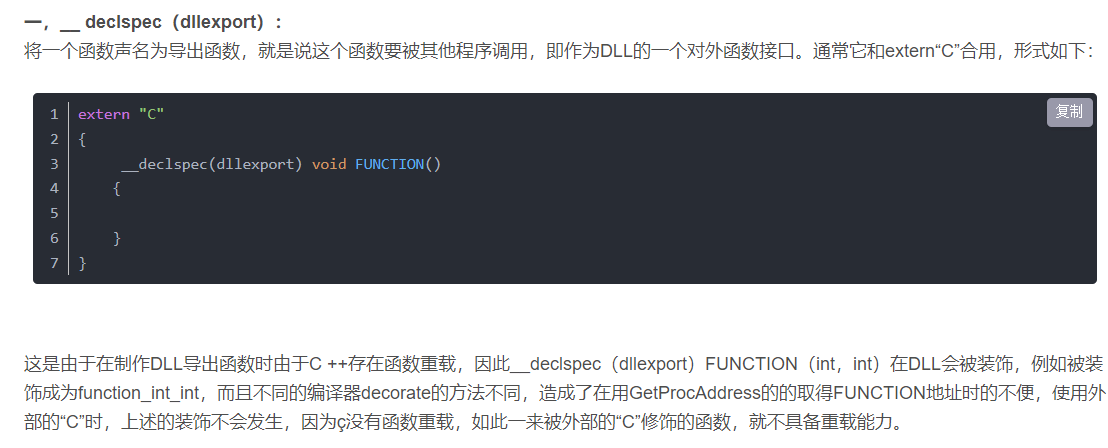 一，__ declspec（dllexport）：
将一个函数声名为导出函数，就是说这个函数要被其他程序调用，即作为DLL的一个对外函数接口。通常它和extern“C”合用，形式如下：
复制
1 extern "C"
2 {
3 __declspec(dllexport) void FUNCTION()
4 {
5
6 }
7 }
这是由于在制作DLL导出函数时由于C ++存在函数重载，因此__declspec（dllexport）FUNCTION（int，int）在DLL会被装饰，例如被装
饰成为function_int_int，而且不同的编译器decorate的方法不同，造成了在用GetProcAddress的的取得FUNCTION地址时的不便，使用外
部的“C”时，上述的装饰不会发生，因为ç没有函数重载，如此一来被外部的“C”修饰的函数，就不具备重载能力。